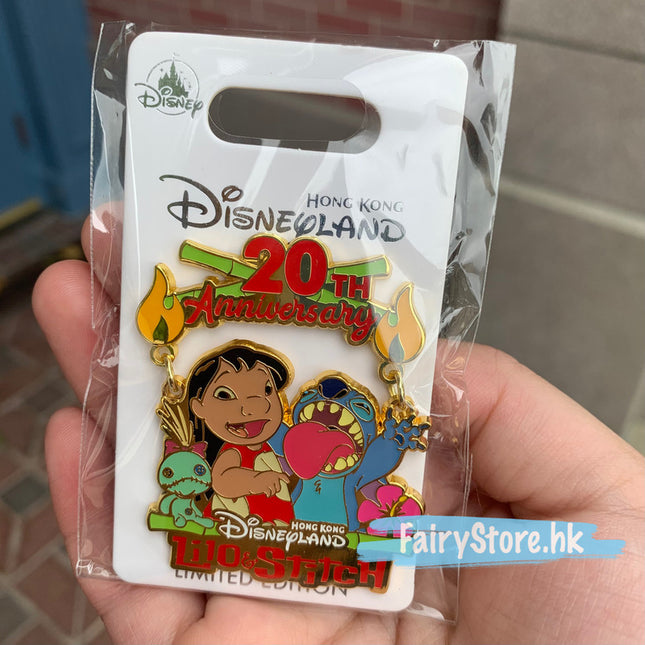 Disney
HONG KONG
DISNEYLAND
20TH
Anniversary
HONG KONG
DISNEYLAND
Lilo & Stitch
LIMITED EDITION
FairyStore.hk